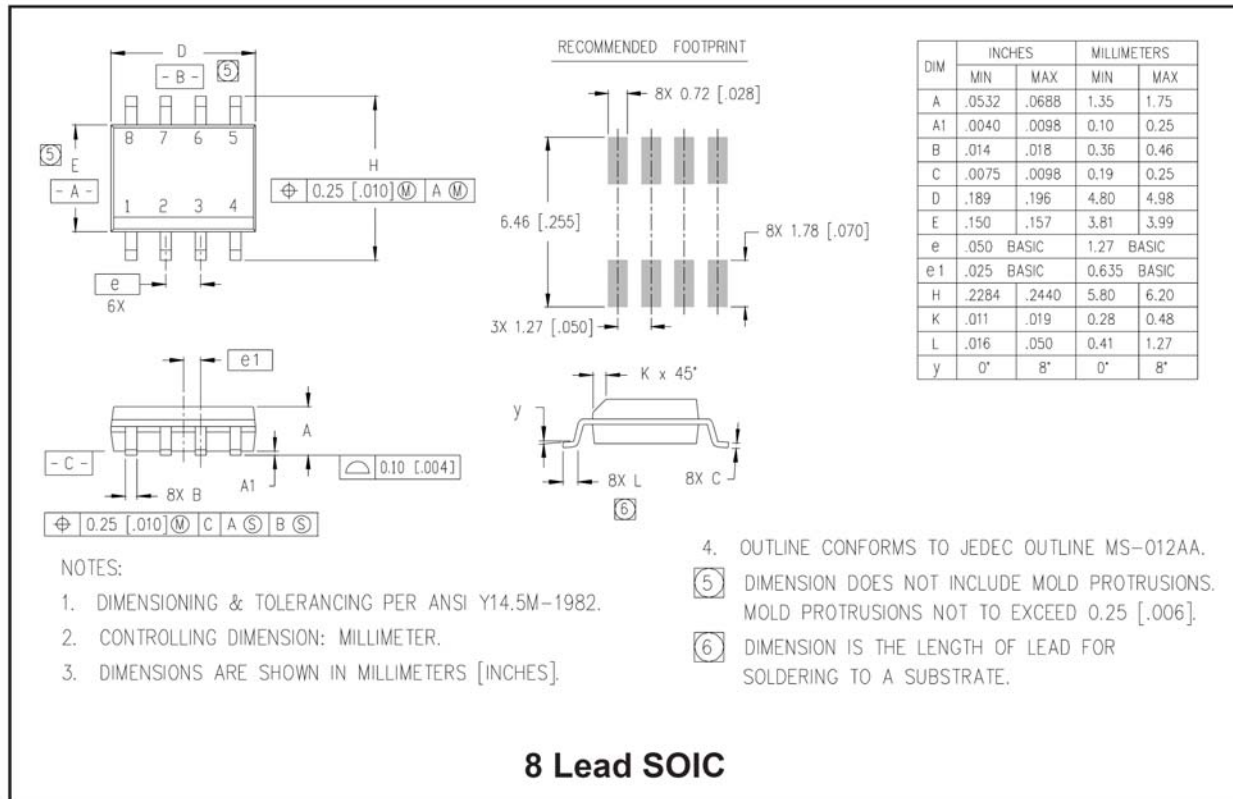 D
- B - 5
8 7 6 5
5 E
- A -
H
⌖ 0.25 [.010] Ⓜ A Ⓜ
1 2 3 4
e
6X
RECOMMENDED FOOTPRINT
8X 0.72 [.028]
6.46 [.255]
8X 1.78 [.070]
3X 1.27 [.050]
DIM INCHES MILLIMETERS
MIN MAX MIN MAX
A .0532 .0688 1.35 1.75
A1 .0040 .0098 0.10 0.25
B .014 .018 0.36 0.46
C .0075 .0098 0.19 0.25
D .189 .196 4.80 4.98
E .150 .157 3.81 3.99
e .050 BASIC 1.27 BASIC
e1 .025 BASIC 0.635 BASIC
H .2284 .2440 5.80 6.20
K .011 .019 0.28 0.48
L .016 .050 0.41 1.27
y 0° 8° 0° 8°
e1
A
- C -
8X B
A1
⌓ 0.10 [.004]
⌖ 0.25 [.010] Ⓜ C A Ⓢ B Ⓢ
K x 45°
y
8X L
6
8X C
NOTES:
1. DIMENSIONING & TOLERANCING PER ANSI Y14.5M-1982.
2. CONTROLLING DIMENSION: MILLIMETER.
3. DIMENSIONS ARE SHOWN IN MILLIMETERS [INCHES].
4. OUTLINE CONFORMS TO JEDEC OUTLINE MS-012AA.
5 DIMENSION DOES NOT INCLUDE MOLD PROTRUSIONS.
MOLD PROTRUSIONS NOT TO EXCEED 0.25 [.006].
6 DIMENSION IS THE LENGTH OF LEAD FOR
SOLDERING TO A SUBSTRATE.
8 Lead SOIC